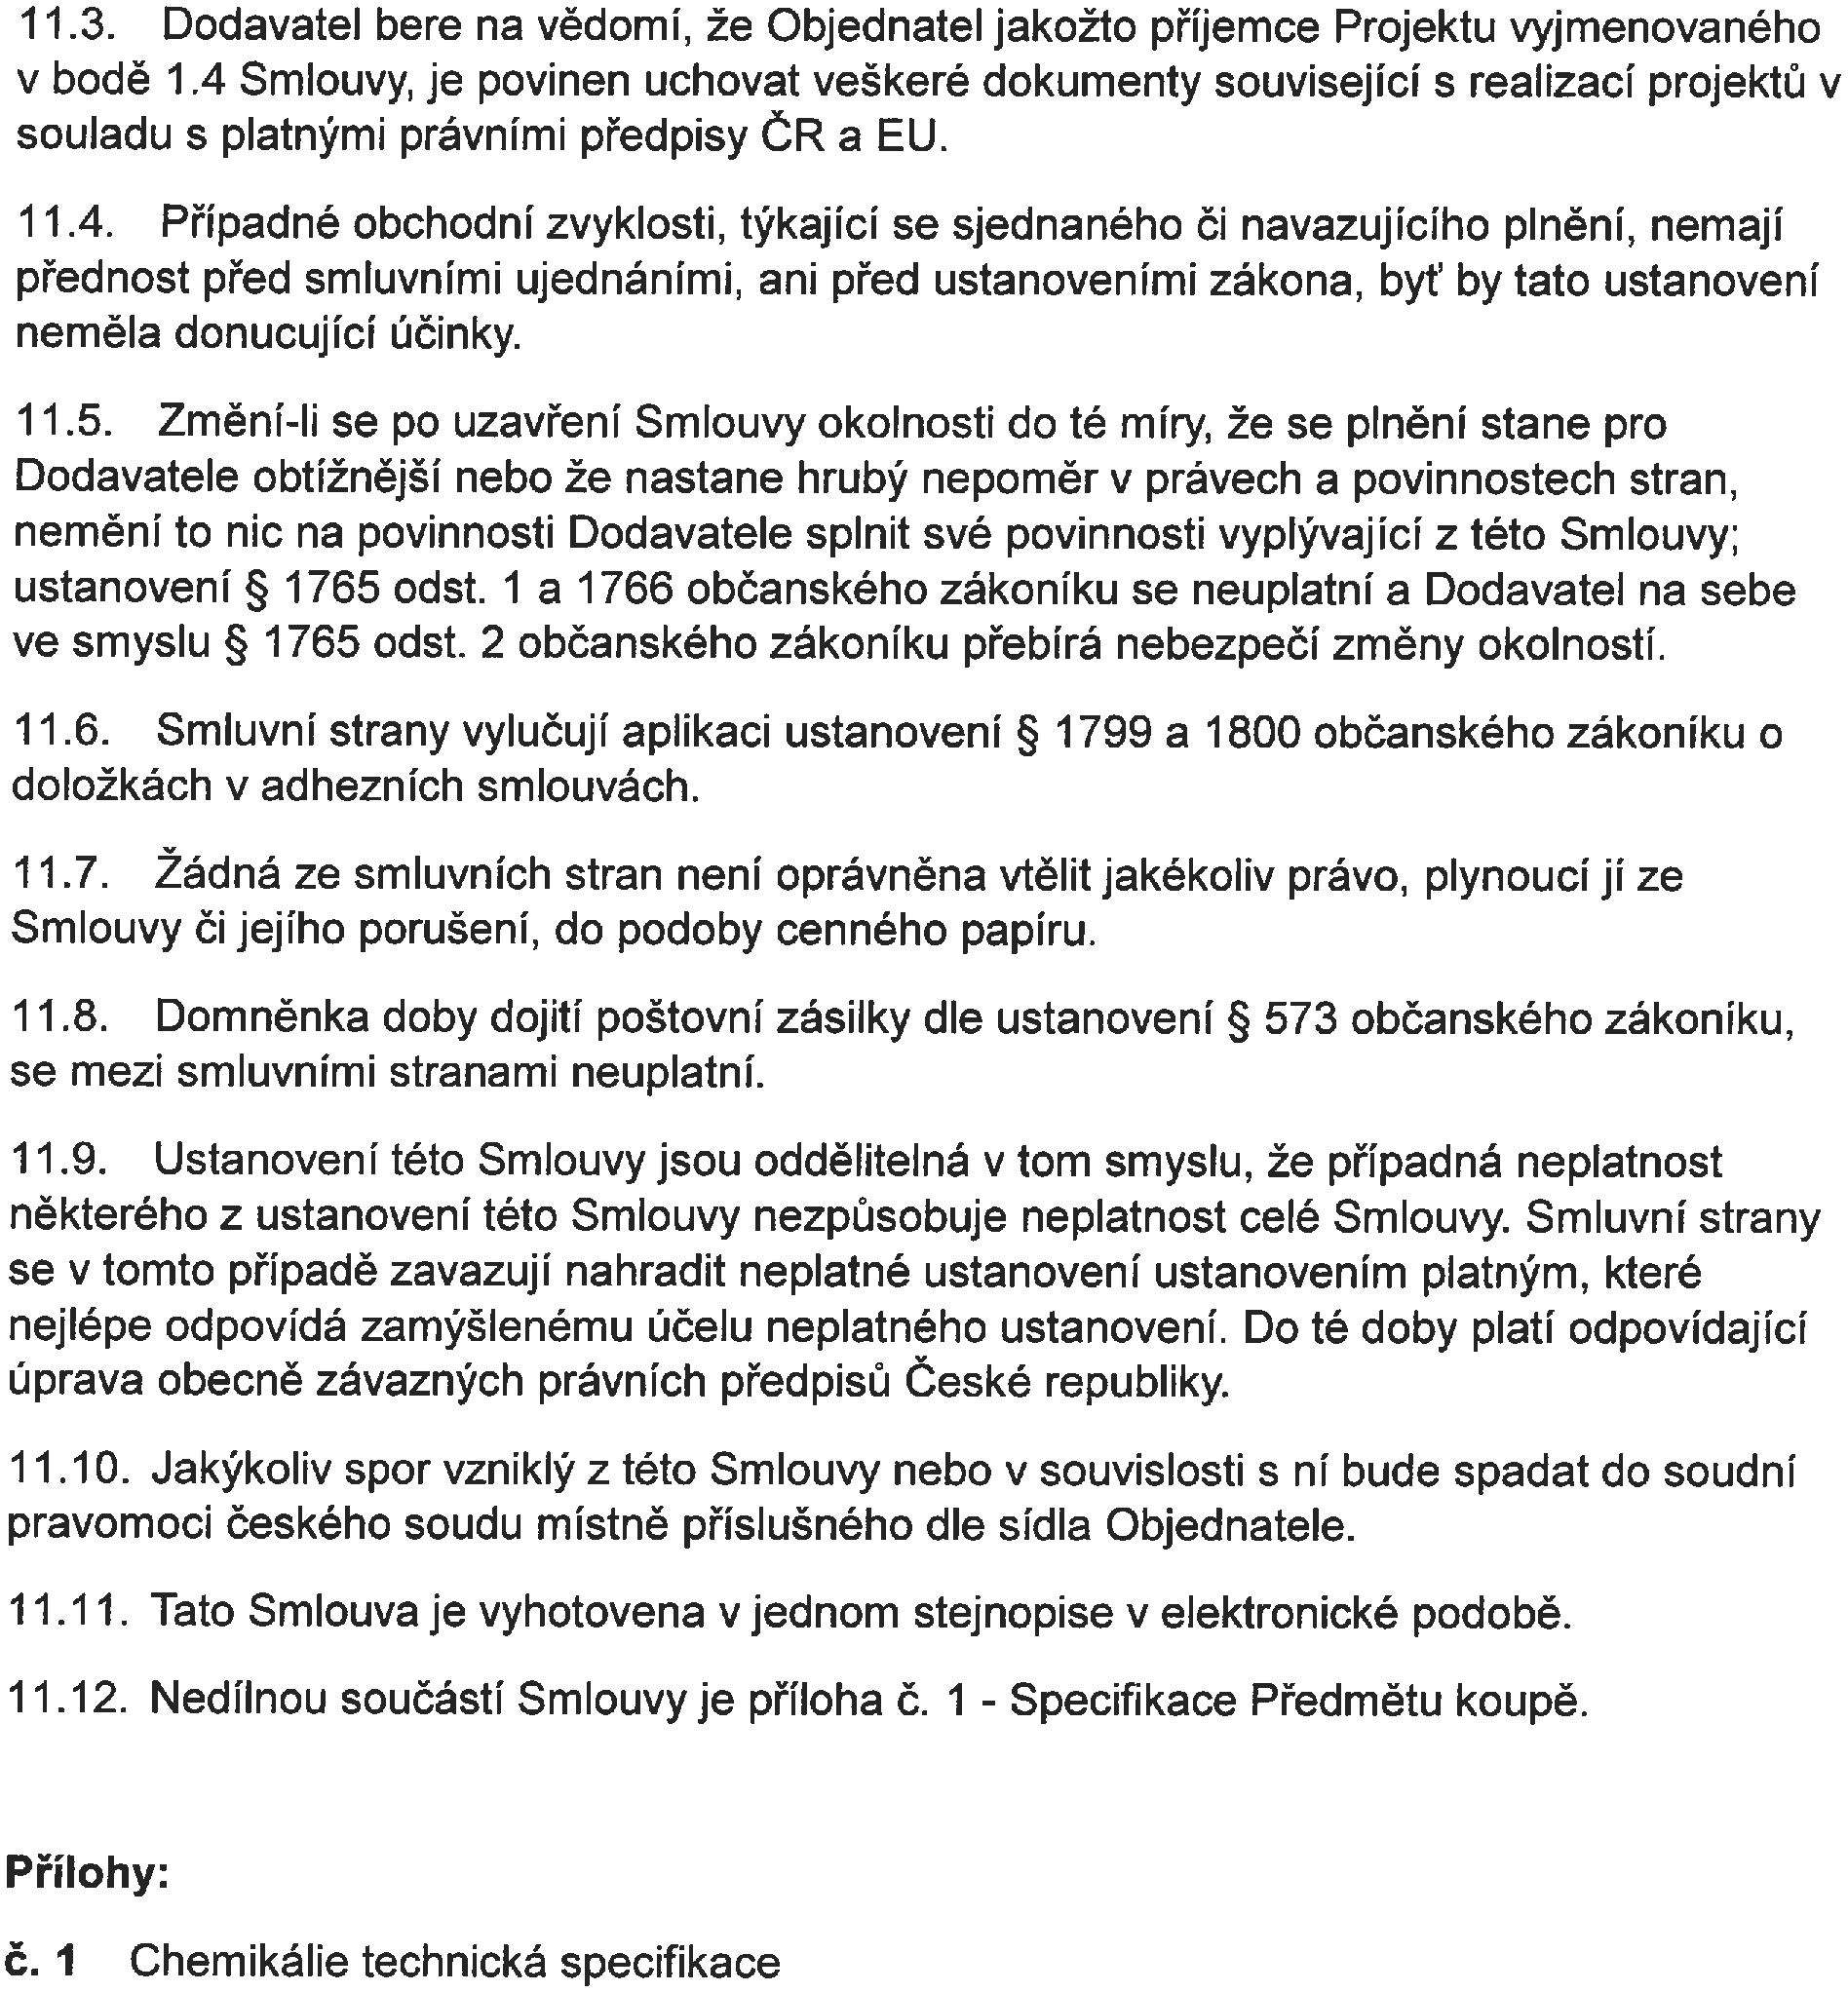 11.3. Dodavatel bere na vědomí, že Objednatel jakožto příjemce Projektu vyjmenovaného
v bodě 1.4 Smlouvy, je povinen uchovat veškeré dokumenty související s realizací projektů v
souladu s platnými právními předpisy ČR a EU.
11.4. Případné obchodní zvyklosti, týkající se sjednaného či navazujícího plnění, nemají
přednost před smluvními ujednáními, ani před ustanoveními zákona, byť by tato ustanovení
neměla donucující účinky.
11.5. Změní-li se po uzavření Smlouvy okolnosti do té míry, že se plnění stane pro
Dodavatele obtížnější nebo že nastane hrubý nepoměr v právech a povinnostech stran,
nemění to nic na povinnosti Dodavatele splnit své povinnosti vyplývající z této Smlouvy;
ustanovení § 1765 odst. 1 a 1766 občanského zákoníku se neuplatní a Dodavatel na sebe
ve smyslu § 1765 odst. 2 občanského zákoníku přebírá nebezpečí změny okolností.
11.6. Smluvní strany vylučují aplikaci ustanovení § 1799 a 1800 občanského zákoníku o
doložkách v adhezních smlouvách.
11.7. Žádná ze smluvních stran není oprávněna vtělit jakékoliv právo, plynoucí jí ze
Smlouvy či jejího porušení, do podoby cenného papíru.
11.8. Domněnka doby dojití poštovní zásilky dle ustanovení § 573 občanského zákoníku,
se mezi smluvními stranami neuplatní.
11.9. Ustanovení této Smlouvy jsou oddělitelná v tom smyslu, že případná neplatnost
některého z ustanovení této Smlouvy nezpůsobuje neplatnost celé Smlouvy. Smluvní strany
se v tomto případě zavazují nahradit neplatné ustanovení ustanovením platným, které
nejlépe odpovídá zamýšlenému účelu neplatného ustanovení. Do té doby platí odpovídající
úprava obecně závazných právních předpisů České republiky.
11.10. Jakýkoliv spor vzniklý z této Smlouvy nebo v souvislosti s ní bude spadat do soudní
pravomoci českého soudu místně příslušného dle sídla Objednatele.
11.11. Tato Smlouva je vyhotovena v jednom stejnopise v elektronické podobě.
11.12. Nedílnou součástí Smlouvy je příloha č. 1 - Specifikace Předmětu koupě.
Přílohy:
č. 1 Chemikálie technická specifikace